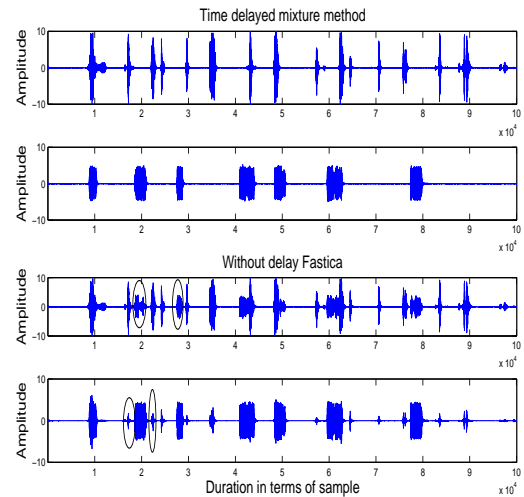 Time delayed mixture method
Amplitude
10
0
-10
1 2 3 4 5 6 7 8 9 10
x 10^4
Amplitude
10
0
-10
1 2 3 4 5 6 7 8 9 10
x 10^4
Without delay Fastica
Amplitude
10
0
-10
1 2 3 4 5 6 7 8 9 10
x 10^4
Amplitude
10
0
-10
1 2 3 4 5 6 7 8 9 10
x 10^4
Duration in terms of sample